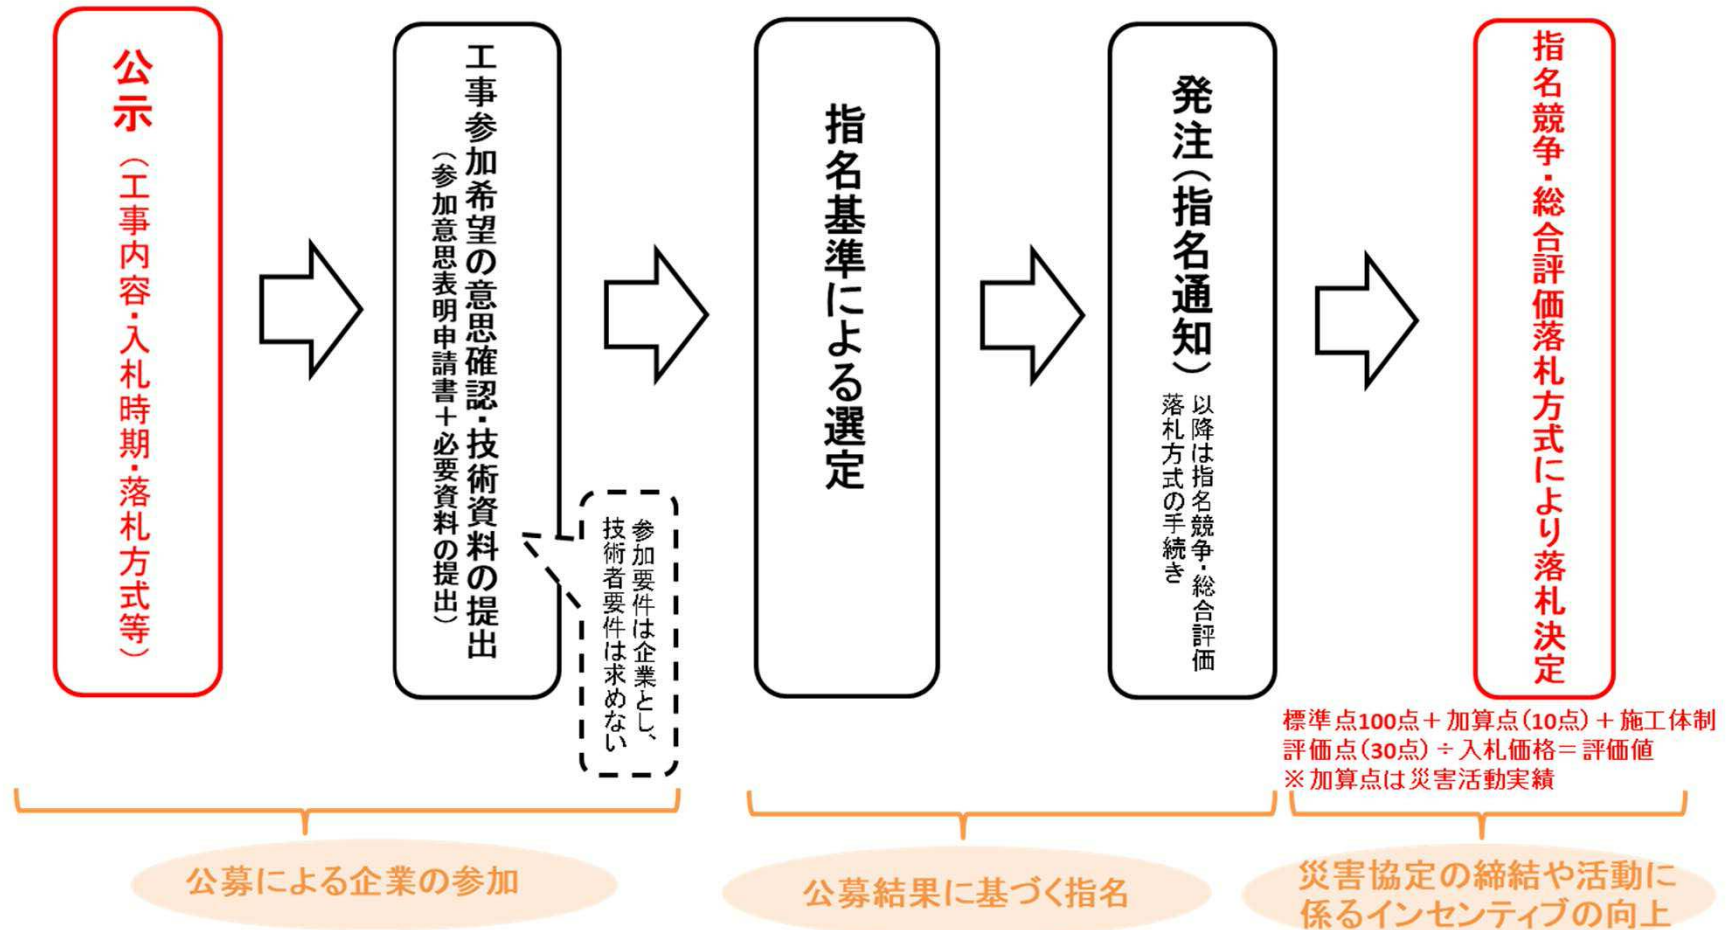 公示(工事内容・入札時期・落札方式等)
工事参加希望の意思確認・技術資料の提出
(参加意思表明申請書＋必要資料の提出)
参加要件は企業とし、
技術者要件は求めない
指名基準による選定
発注(指名通知)
以降は指名競争・総合評価
落札方式の手続き
指名競争・総合評価落札方式により落札決定
標準点100点＋加算点(10点)＋施工体制
評価点(30点)÷入札価格＝評価値
※加算点は災害活動実績
公募による企業の参加
公募結果に基づく指名
災害協定の締結や活動に
係るインセンティブの向上